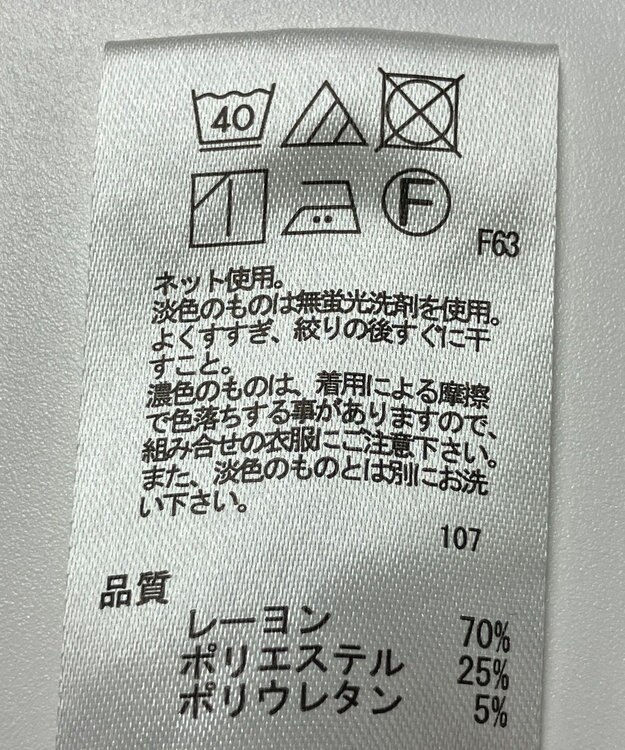 40
F
F63
ネット使用。
淡色のものは無蛍光洗剤を使用。
よくすすぎ、絞りの後すぐに干
すこと。
濃色のものは、着用による摩擦
で色落ちする事がありますので、
組み合せの衣服にご注意下さい。
また、淡色のものとは別にお洗
い下さい。
107
品質
レーヨン 70%
ポリエステル 25%
ポリウレタン 5%